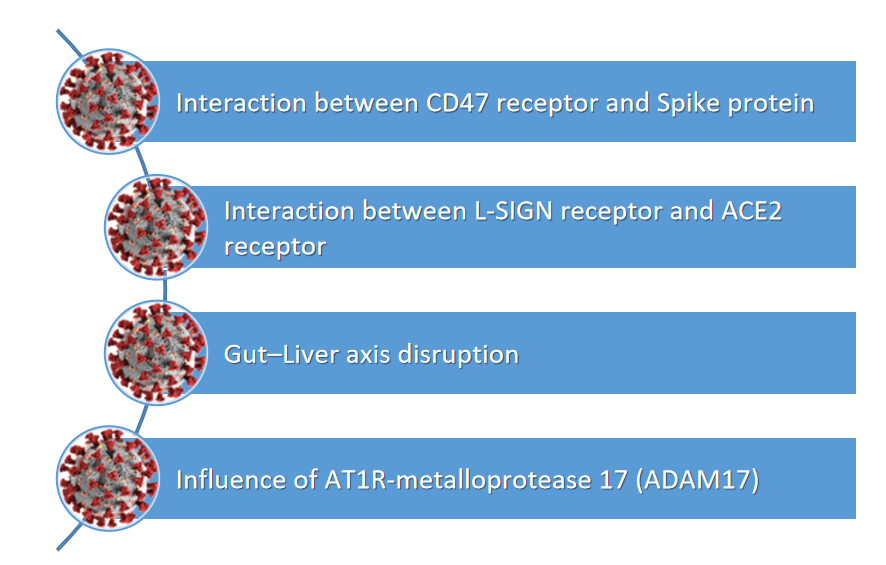 Interaction between CD47 receptor and Spike protein
Interaction between L-SIGN receptor and ACE2
receptor
Gut–Liver axis disruption
Influence of AT1R-metalloprotease 17 (ADAM17)